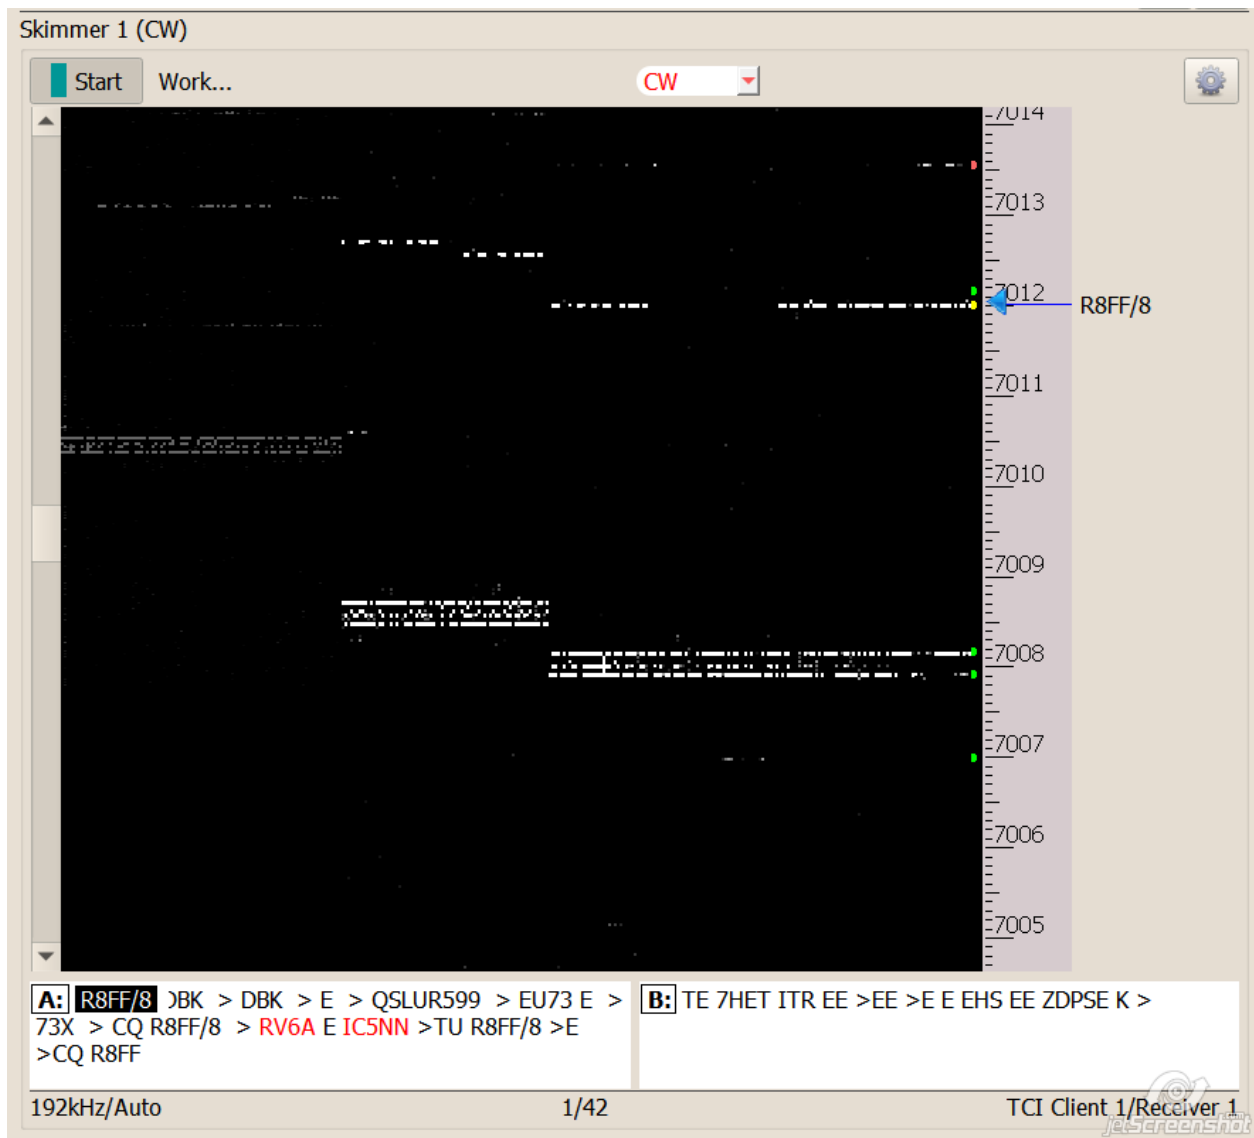 Skimmer 1 (CW)
Start Work... CW
7014
7013
7012
R8FF/8
7011
7010
7009
7008
7007
7006
7005
A: R8FF/8 DBK > DBK > E > QSLUR599 > EU73 E >
73X > CQ R8FF/8 > RV6A E IC5NN >TU R8FF/8 >E
>CQ R8FF
B: TE 7HET ITR EE >EE >E E EHS EE ZDPSE K >
192kHz/Auto 1/42 TCI Client 1/Receiver 1
jetScreenshot